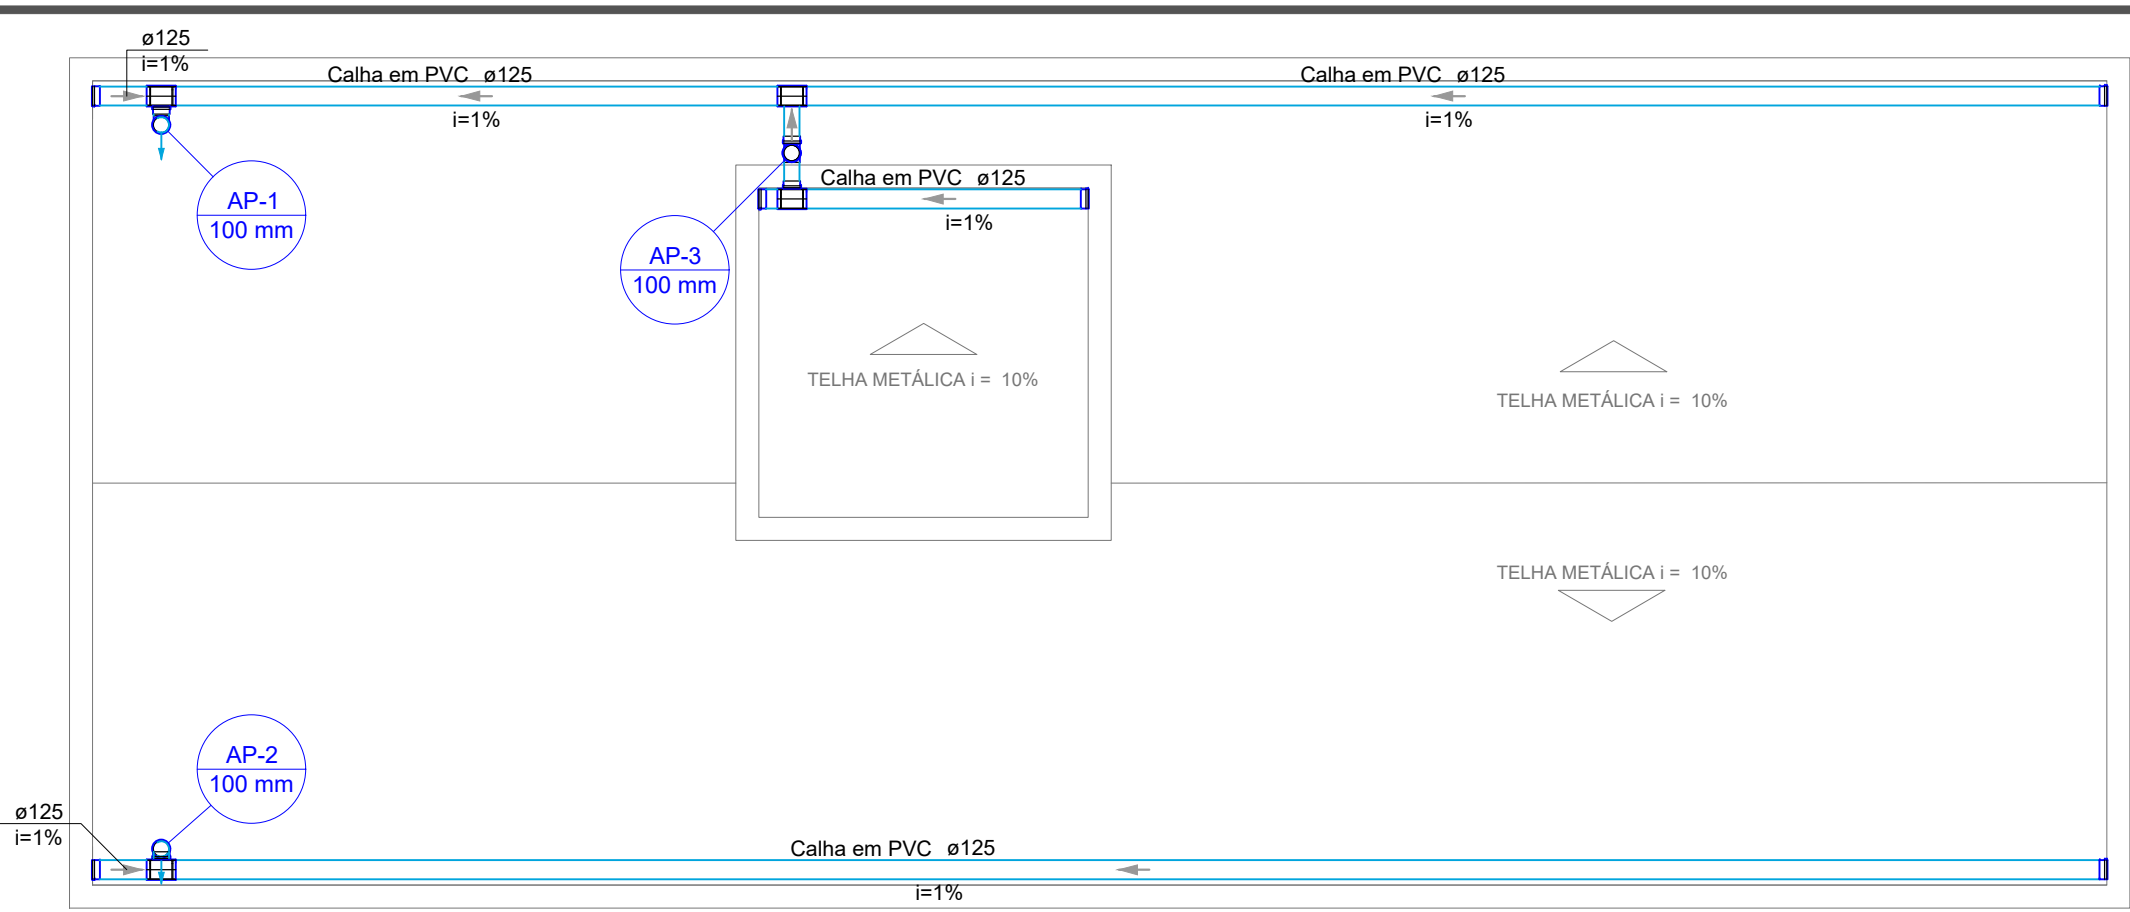 ø125
i=1%
Calha em PVC ø125
i=1%
Calha em PVC ø125
i=1%
AP-1
100 mm
Calha em PVC ø125
i=1%
AP-3
100 mm
TELHA METÁLICA i = 10%
TELHA METÁLICA i = 10%
TELHA METÁLICA i = 10%
AP-2
100 mm
ø125
i=1%
Calha em PVC ø125
i=1%